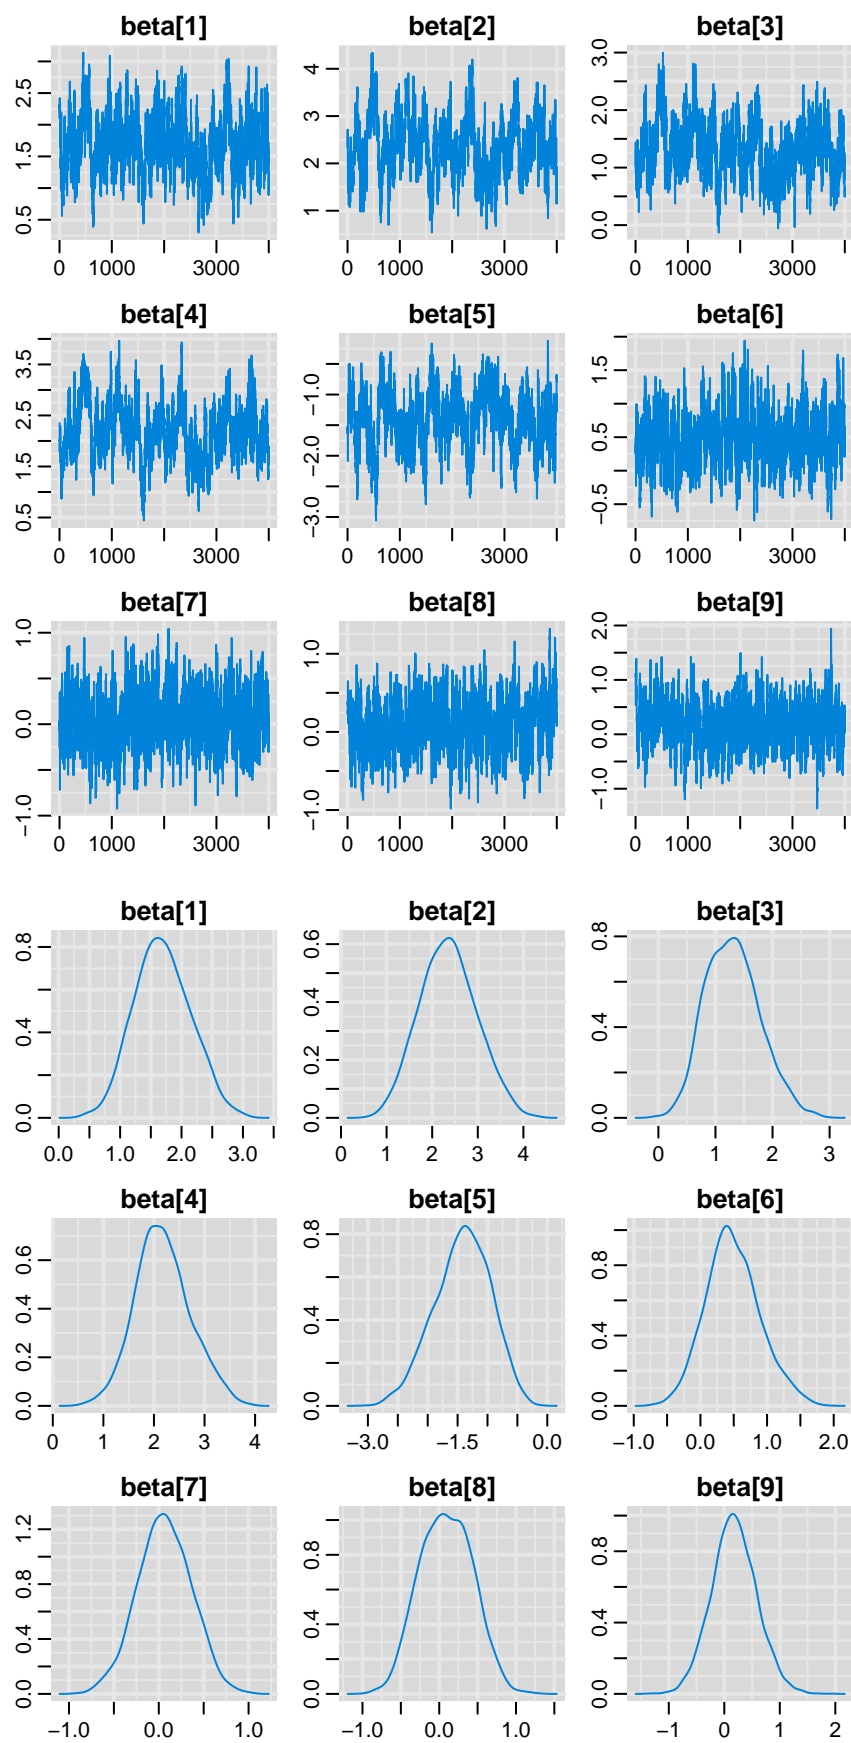 beta[1] beta[2] beta[3]
0.5 1.5 2.5 1 2 3 4 0.0 1.0 2.0 3.0
0 1000 3000 0 1000 3000 0 1000 3000
beta[4] beta[5] beta[6]
0.5 1.5 2.5 3.5 −3.0 −2.0 −1.0 −0.5 0.5 1.5
0 1000 3000 0 1000 3000 0 1000 3000
beta[7] beta[8] beta[9]
−1.0 0.0 1.0 −1.0 0.0 1.0 −1.0 0.0 1.0 2.0
0 1000 3000 0 1000 3000 0 1000 3000
beta[1] beta[2] beta[3]
0.0 0.4 0.8 0.0 0.2 0.4 0.6 0.0 0.4 0.8
0.0 1.0 2.0 3.0 0 1 2 3 4 0 1 2 3
beta[4] beta[5] beta[6]
0.0 0.2 0.4 0.6 0.0 0.4 0.8 0.0 0.4 0.8
0 1 2 3 4 −3.0 −1.5 0.0 −1.0 0.0 1.0 2.0
beta[7] beta[8] beta[9]
0.0 0.4 0.8 1.2 0.0 0.4 0.8 0.0 0.4 0.8
−1.0 0.0 1.0 −1.0 0.0 1.0 −1 0 1 2